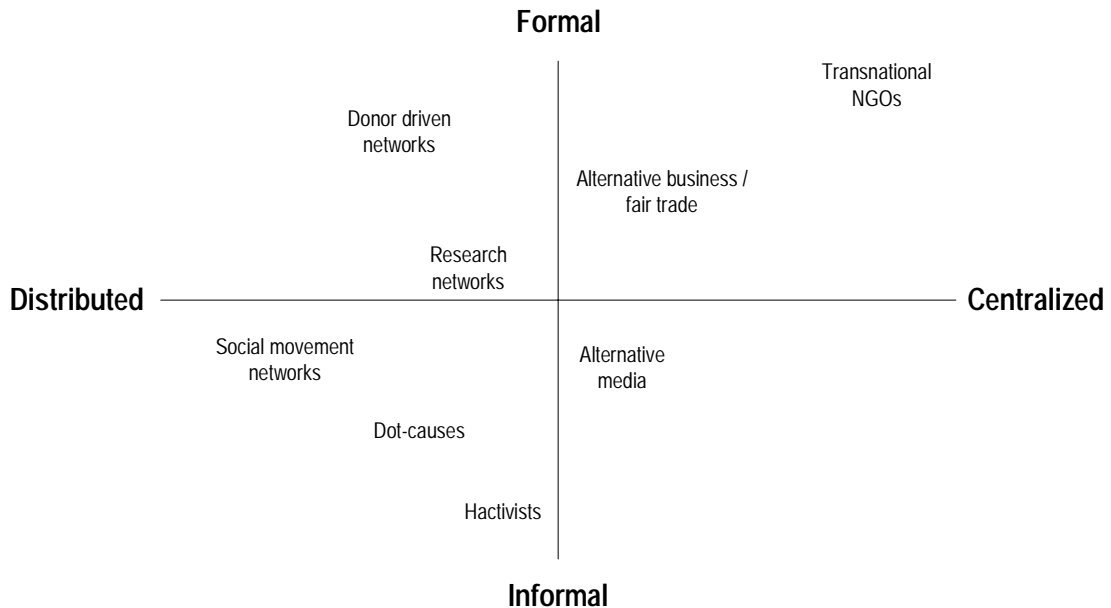 Formal
Transnational
NGOs
Donor driven
networks
Alternative business /
fair trade
Research
networks
Distributed
Centralized
Social movement
networks
Alternative
media
Dot-causes
Hactivists
Informal